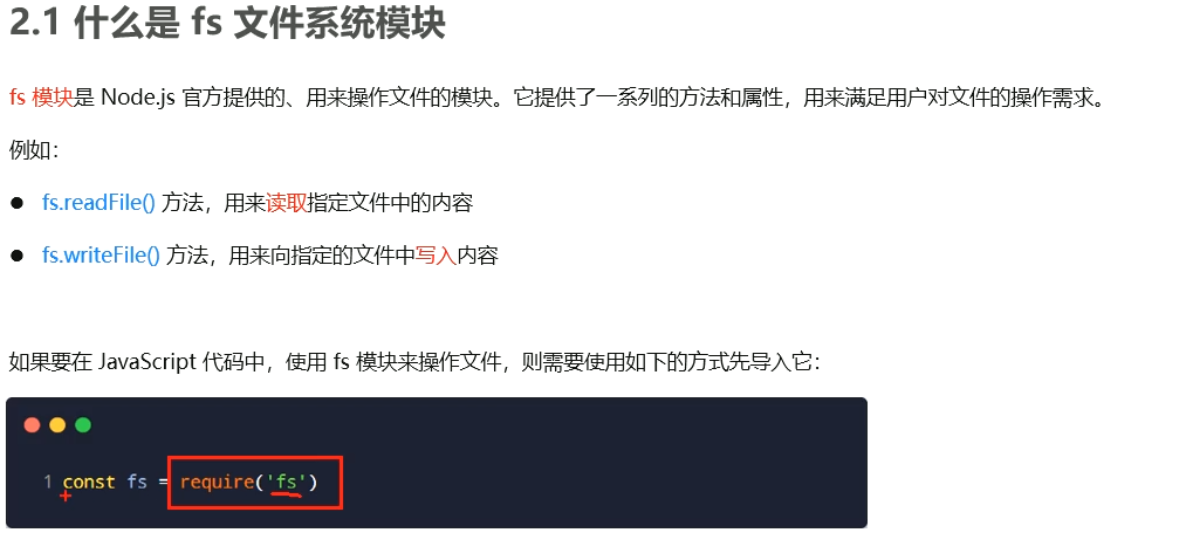 2.1 什么是 fs 文件系统模块
fs 模块是 Node.js 官方提供的、用来操作文件的模块。它提供了一系列的方法和属性，用来满足用户对文件的操作需求。
例如：
● fs.readFile() 方法，用来读取指定文件中的内容
● fs.writeFile() 方法，用来向指定的文件中写入内容
如果要在 JavaScript 代码中，使用 fs 模块来操作文件，则需要使用如下的方式先导入它：
1 const fs = require('fs')